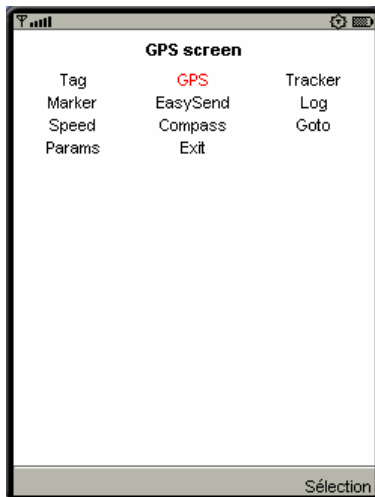 GPS screen
Tag GPS Tracker
Marker EasySend Log
Speed Compass Goto
Params Exit
Sélection